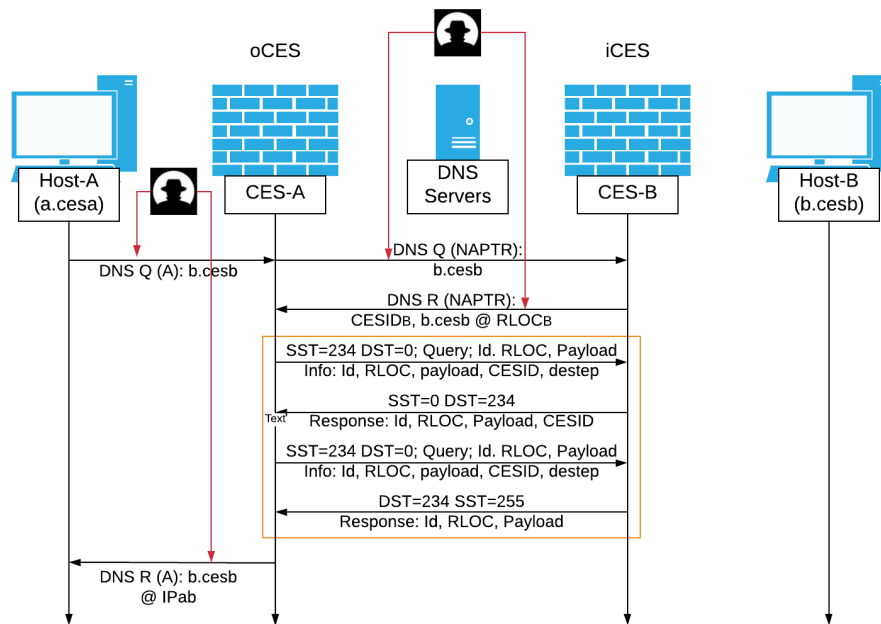 oCES
iCES
Host-A
(a.cesa)
CES-A
DNS
Servers
CES-B
Host-B
(b.cesb)
DNS Q (A): b.cesb
DNS Q (NAPTR):
b.cesb
DNS R (NAPTR):
CESIDB, b.cesb @ RLOCB
SST=234 DST=0; Query; Id. RLOC, Payload
Info: Id, RLOC, payload, CESID, destep
SST=0 DST=234
Text
Response: Id, RLOC, Payload, CESID
SST=234 DST=0; Query; Id. RLOC, Payload
Info: Id, RLOC, payload, CESID, destep
DST=234 SST=255
Response: Id, RLOC, Payload
DNS R (A): b.cesb
@ IPab